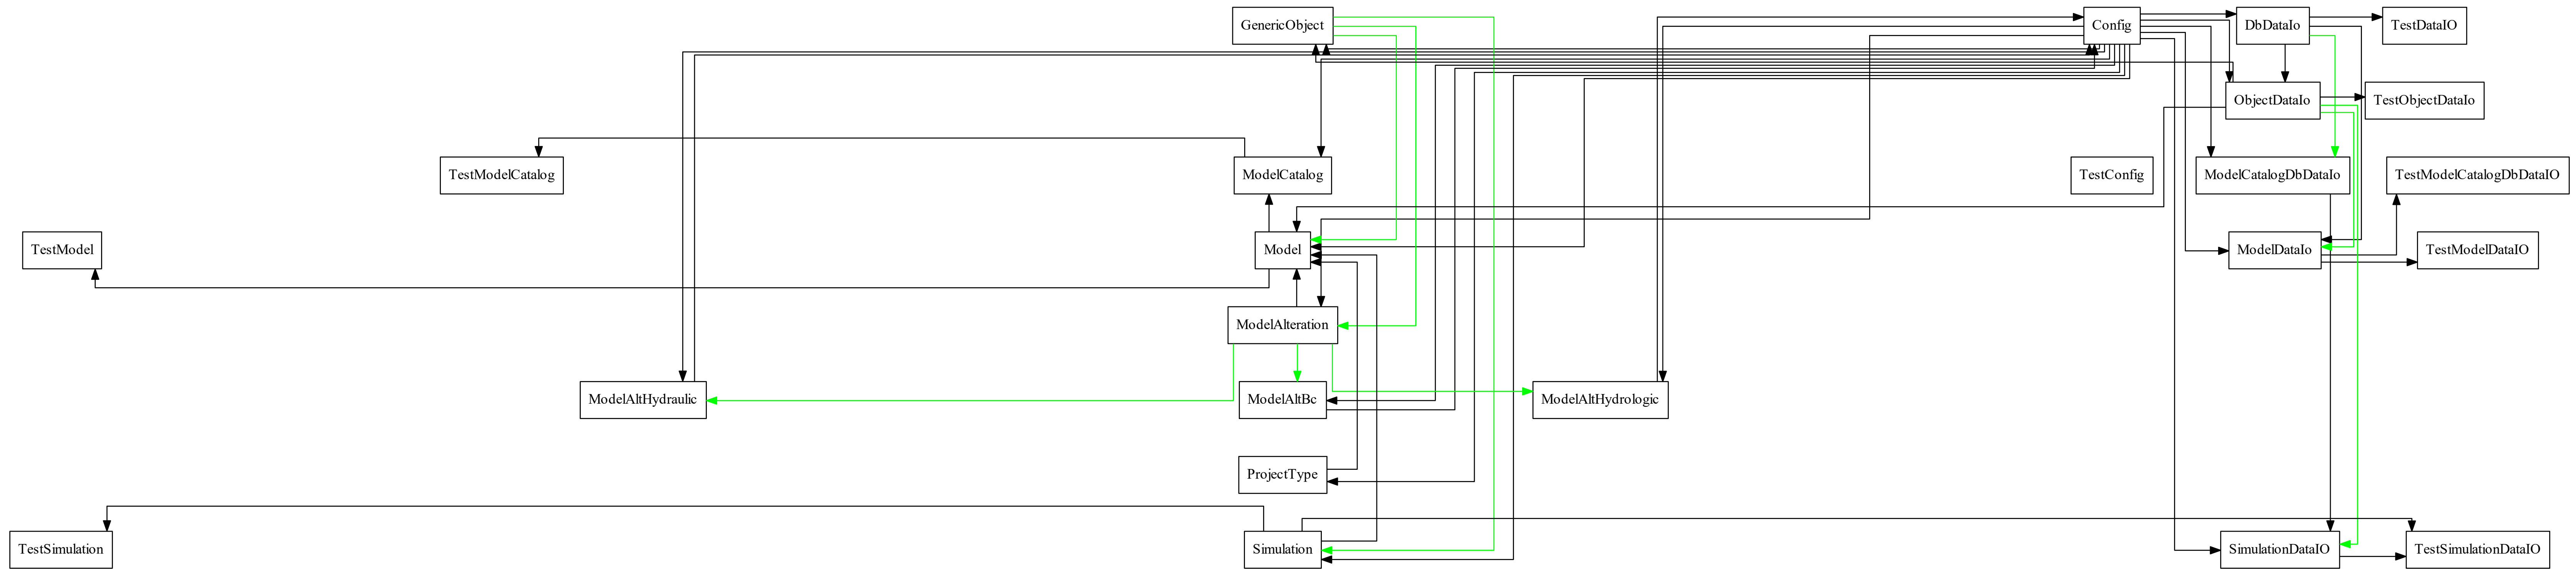 GenericObject
Config
DbDataIo
TestDataIO
ObjectDataIo
TestObjectDataIo
TestModelCatalog
ModelCatalog
TestConfig
ModelCatalogDbDataIo
TestModelCatalogDbDataIO
TestModel
Model
ModelDataIo
TestModelDataIO
ModelAlteration
ModelAltHydraulic
ModelAltBc
ModelAltHydrologic
ProjectType
TestSimulation
Simulation
SimulationDataIO
TestSimulationDataIO